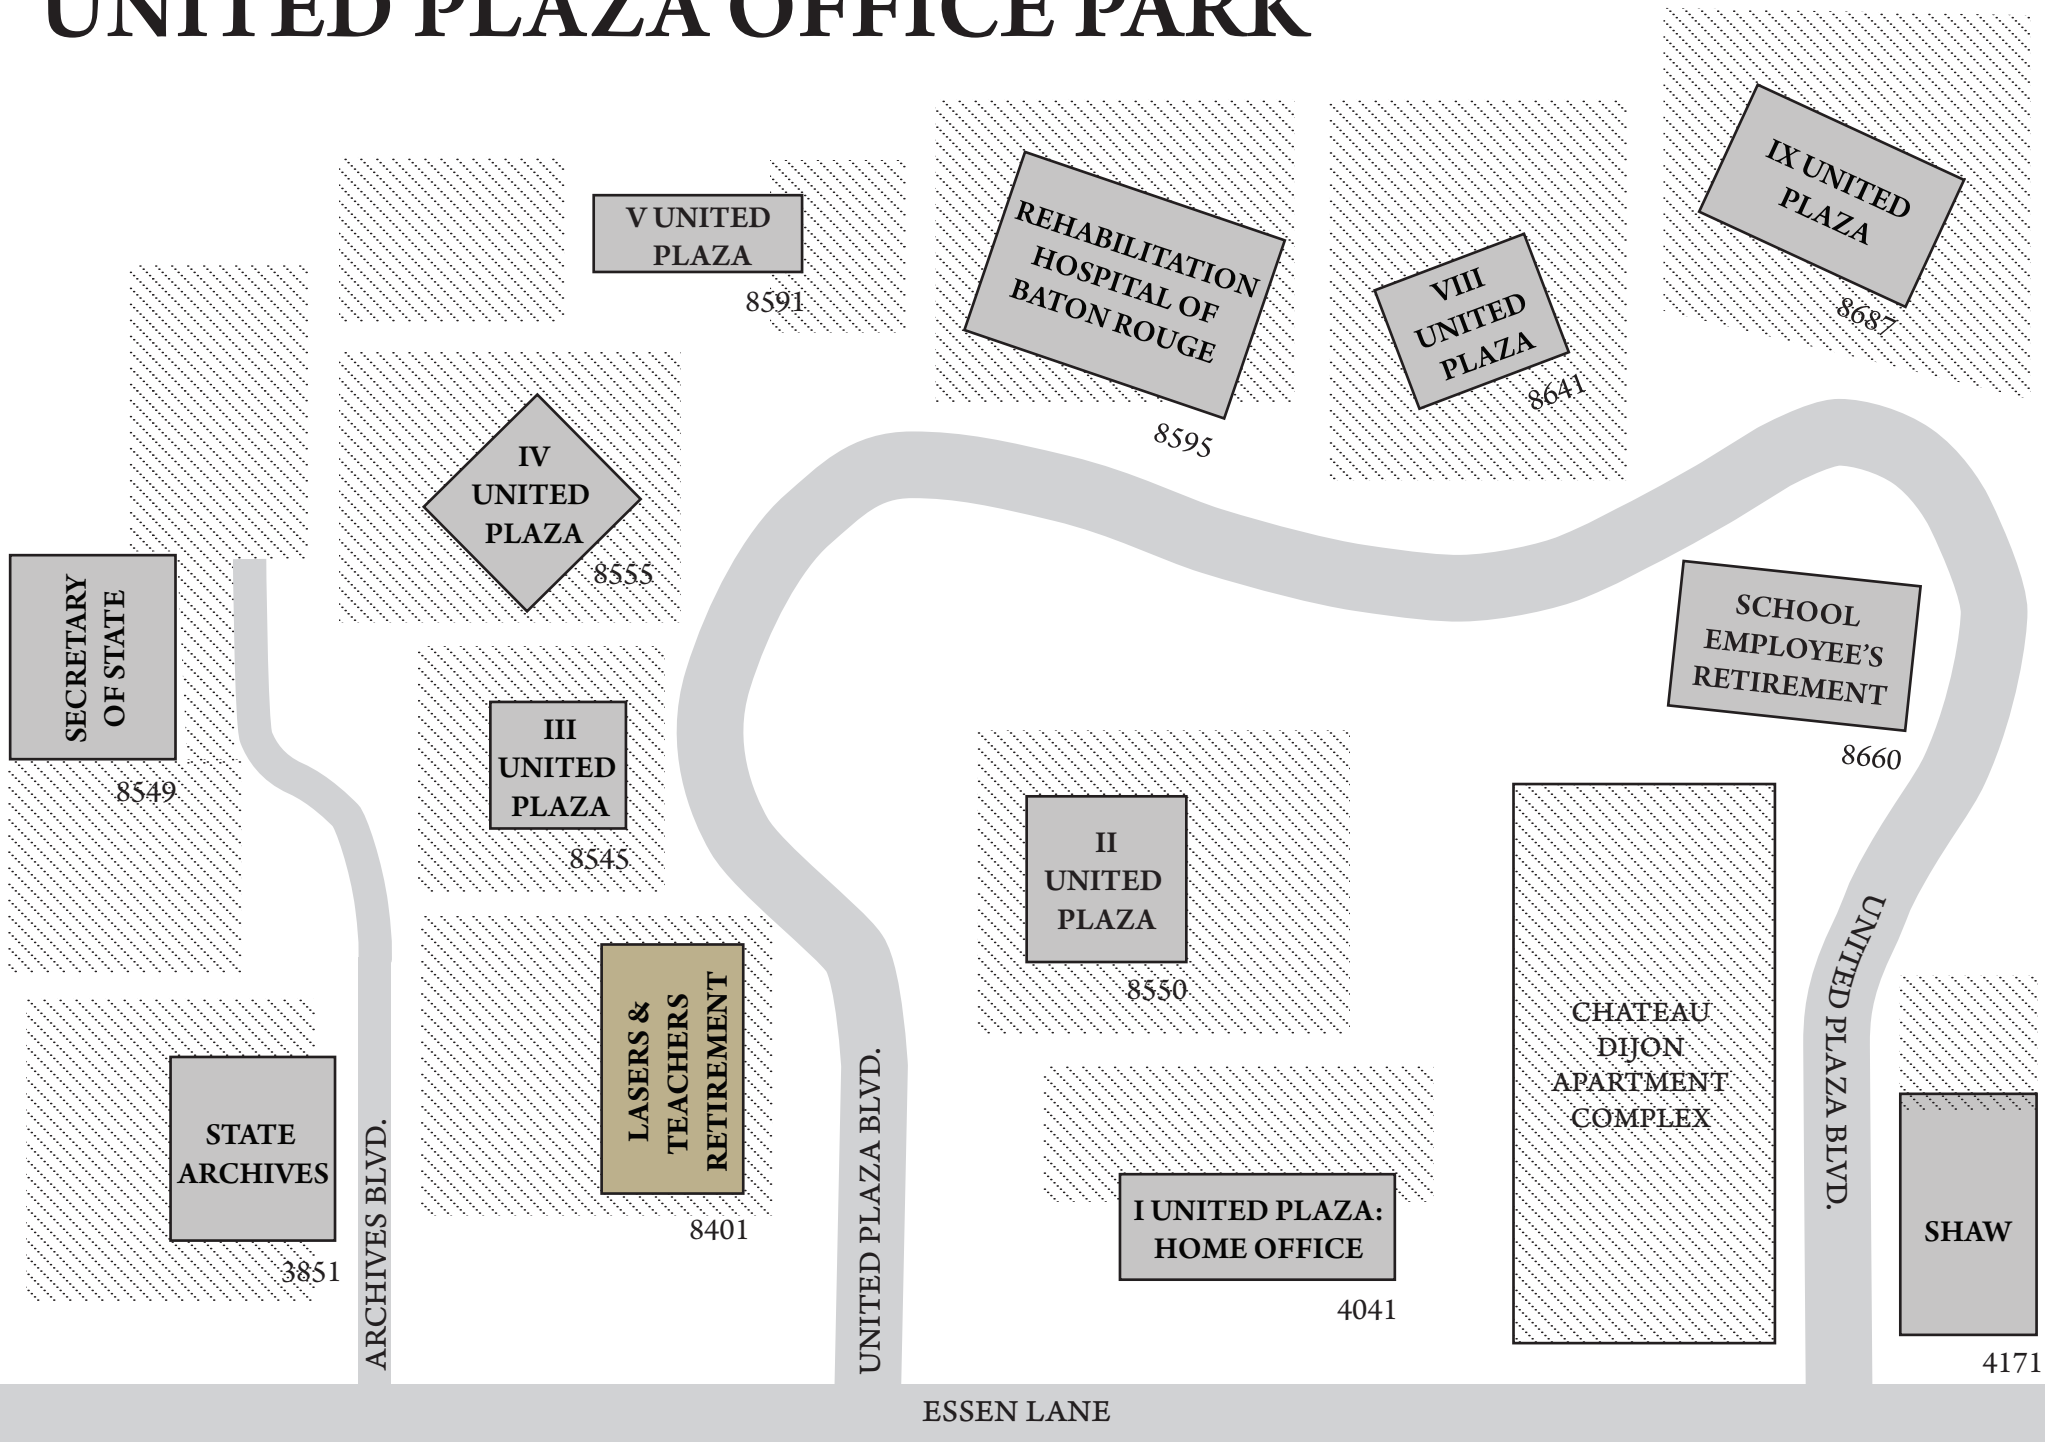 UNITED PLAZA OFFICE PARK
IX UNITED
PLAZA
8687
V UNITED
PLAZA
8591
REHABILITATION
HOSPITAL OF
BATON ROUGE
8595
VIII
UNITED
PLAZA
8641
IV
UNITED
PLAZA
8555
SECRETARY
OF STATE
8549
SCHOOL
EMPLOYEE’S
RETIREMENT
8660
III
UNITED
PLAZA
8545
II
UNITED
PLAZA
8550
LASERS &
TEACHERS
RETIREMENT
8401
CHATEAU
DIJON
APARTMENT
COMPLEX
UNITED PLAZA BLVD.
STATE
ARCHIVES
3851
ARCHIVES BLVD.
UNITED PLAZA BLVD.
I UNITED PLAZA:
HOME OFFICE
4041
SHAW
4171
ESSEN LANE